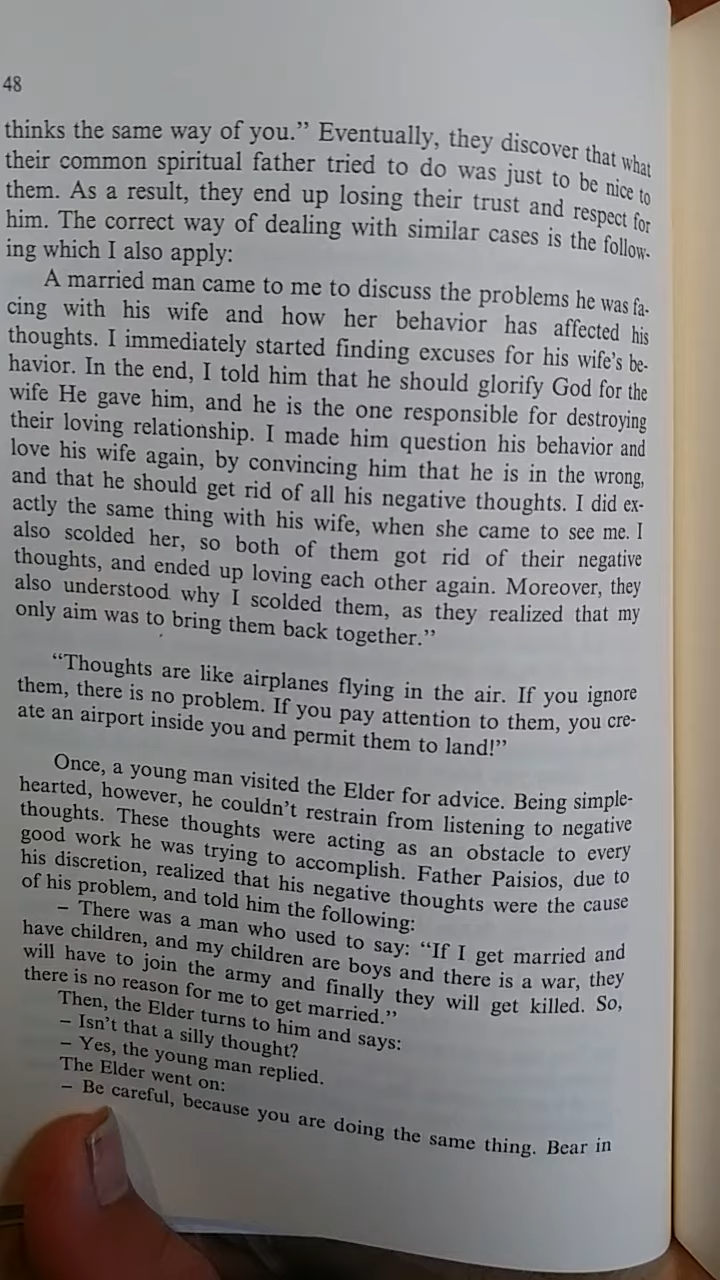 48
thinks the same way of you.” Eventually, they discover that what
their common spiritual father tried to do was just to be nice to
them. As a result, they end up losing their trust and respect for
him. The correct way of dealing with similar cases is the follow-
ing which I also apply:
A married man came to me to discuss the problems he was fa-
cing with his wife and how her behavior has affected his
thoughts. I immediately started finding excuses for his wife’s be-
havior. In the end, I told him that he should glorify God for the
wife He gave him, and he is the one responsible for destroying
their loving relationship. I made him question his behavior and
love his wife again, by convincing him that he is in the wrong,
and that he should get rid of all his negative thoughts. I did ex-
actly the same thing with his wife, when she came to see me. I
also scolded her, so both of them got rid of their negative
thoughts, and ended up loving each other again. Moreover, they
also understood why I scolded them, as they realized that my
only aim was to bring them back together.”
“Thoughts are like airplanes flying in the air. If you ignore
them, there is no problem. If you pay attention to them, you cre-
ate an airport inside you and permit them to land!”
Once, a young man visited the Elder for advice. Being simple-
hearted, however, he couldn’t restrain from listening to negative
thoughts. These thoughts were acting as an obstacle to every
good work he was trying to accomplish. Father Paisios, due to
his discretion, realized that his negative thoughts were the cause
of his problem, and told him the following:
– There was a man who used to say: “If I get married and
have children, and my children are boys and there is a war, they
will have to join the army and finally they will get killed. So,
there is no reason for me to get married.”
Then, the Elder turns to him and says:
– Isn’t that a silly thought?
– Yes, the young man replied.
The Elder went on:
– Be careful, because you are doing the same thing. Bear in